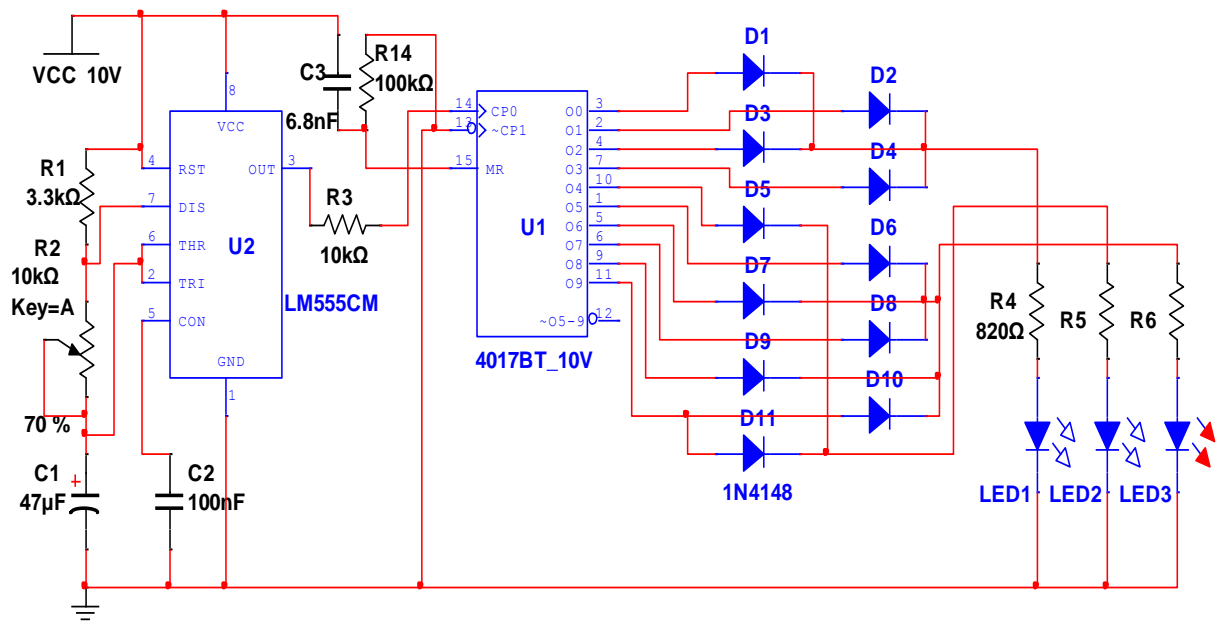 VCC 10V
R1
3.3kΩ
R2
10kΩ
Key=A
70 %
C1
+
47µF
C2
100nF
8
VCC
4
RST
OUT
3
7
DIS
6
THR
U2
2
TRI
LM555CM
5
CON
GND
1
R3
10kΩ
C3
6.8nF
R14
100kΩ
14
CP0
13
~CP1
15
MR
U1
O0
3
O1
2
O2
4
O3
7
O4
10
O5
1
O6
5
O7
6
O8
9
O9
11
~O5-9
12
4017BT_10V
D1
D2
D3
D4
D5
D6
D7
D8
D9
D10
D11
1N4148
R4
820Ω
R5
R6
LED1
LED2
LED3